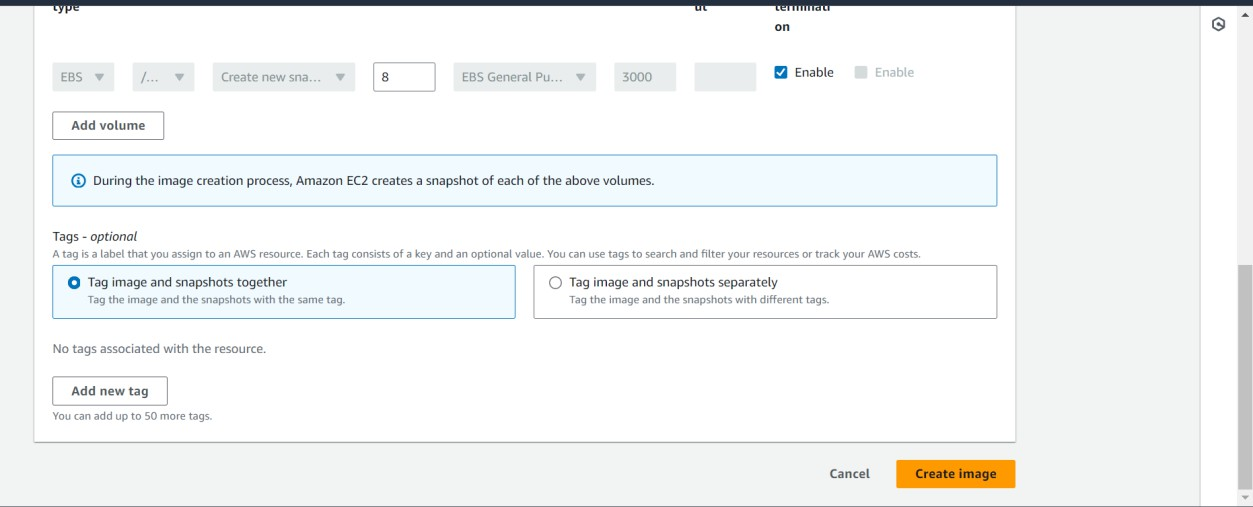 type
ut
terminati
on
EBS
/...
Create new sna...
8
EBS General Pu...
3000
Enable
Enable
Add volume
During the image creation process, Amazon EC2 creates a snapshot of each of the above volumes.
Tags - optional
A tag is a label that you assign to an AWS resource. Each tag consists of a key and an optional value. You can use tags to search and filter your resources or track your AWS costs.
Tag image and snapshots together
Tag the image and the snapshots with the same tag.
Tag image and snapshots separately
Tag the image and the snapshots with different tags.
No tags associated with the resource.
Add new tag
You can add up to 50 more tags.
Cancel
Create image